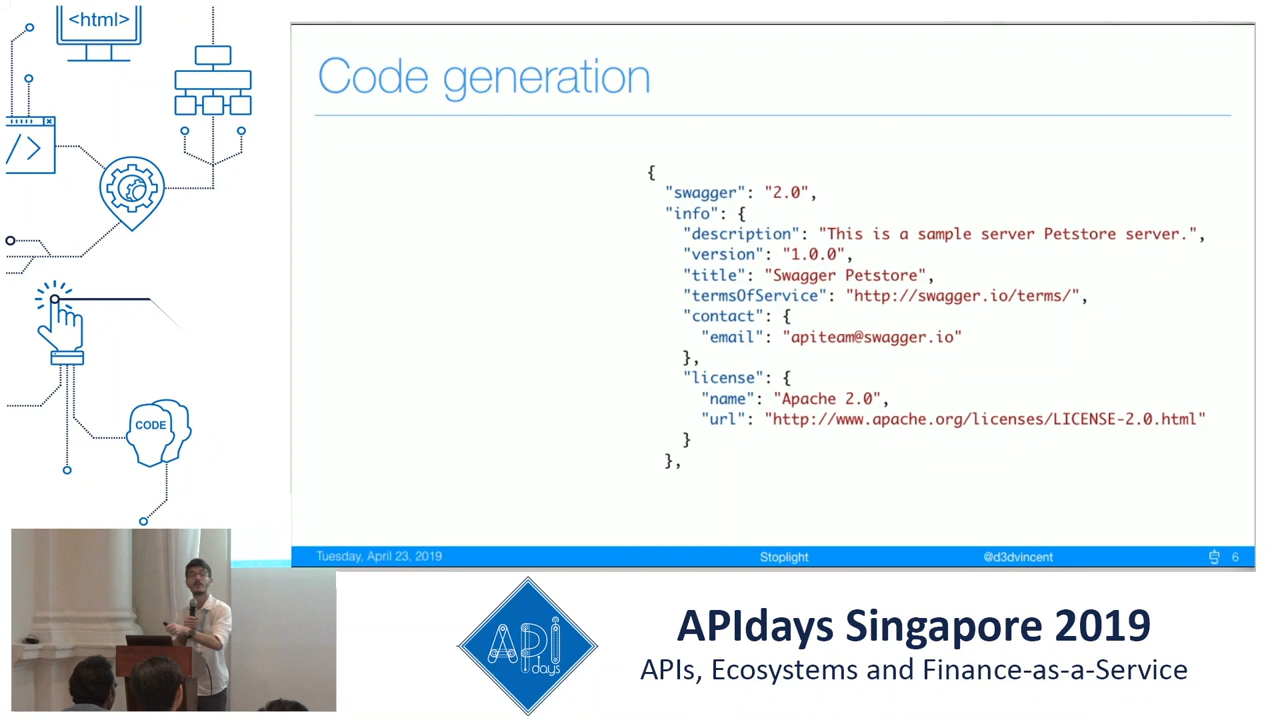 <html>
Code generation
{
"swagger": "2.0",
"info": {
"description": "This is a sample server Petstore server.",
"version": "1.0.0",
"title": "Swagger Petstore",
"termsOfService": "http://swagger.io/terms/",
"contact": {
"email": "apiteam@swagger.io"
},
"license": {
"name": "Apache 2.0",
"url": "http://www.apache.org/licenses/LICENSE-2.0.html"
}
},
</>
CODE
Tuesday, April 23, 2019 Stoplight @d3dvincent 6
API
days
APIdays Singapore 2019
APIs, Ecosystems and Finance-as-a-Service